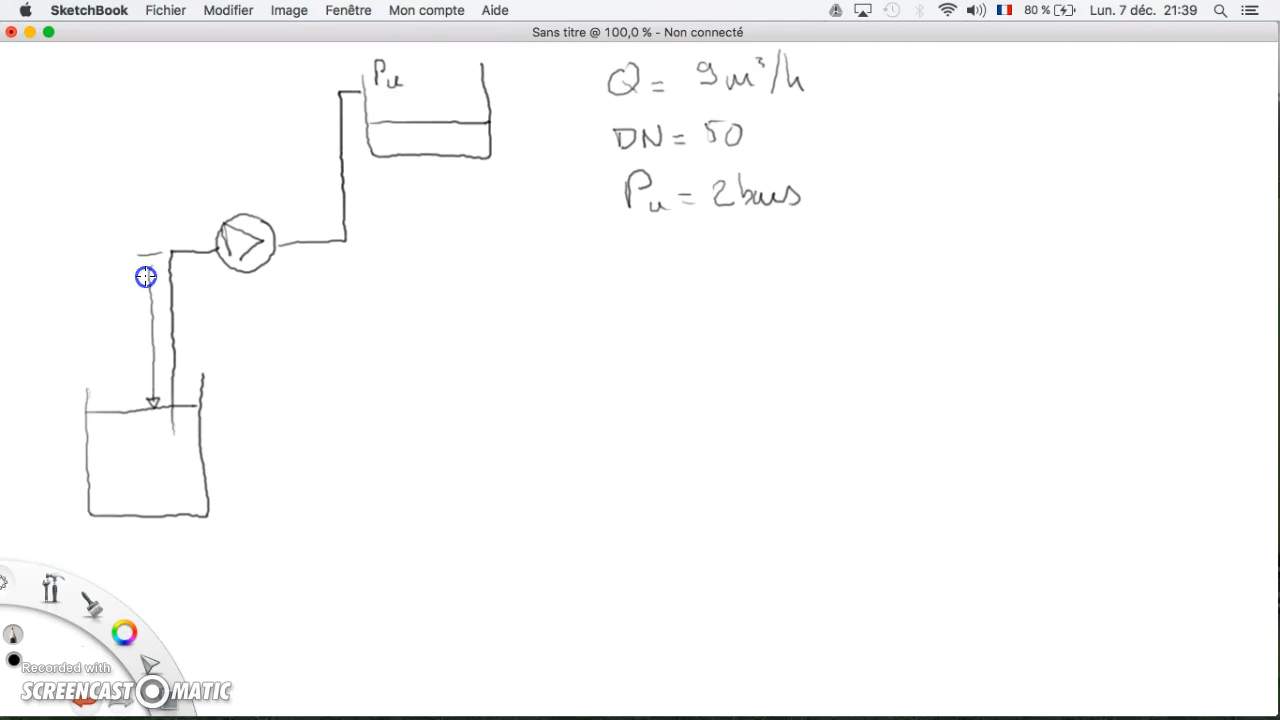 SketchBook Fichier Modifier Image Fenêtre Mon compte Aide 80 % Lun. 7 déc. 21:39
Sans titre @ 100,0 % - Non connecté
Pu
Q = 9 m³/h
DN = 50
Pu = 2 bars
Recorded with
SCREENCAST MATIC